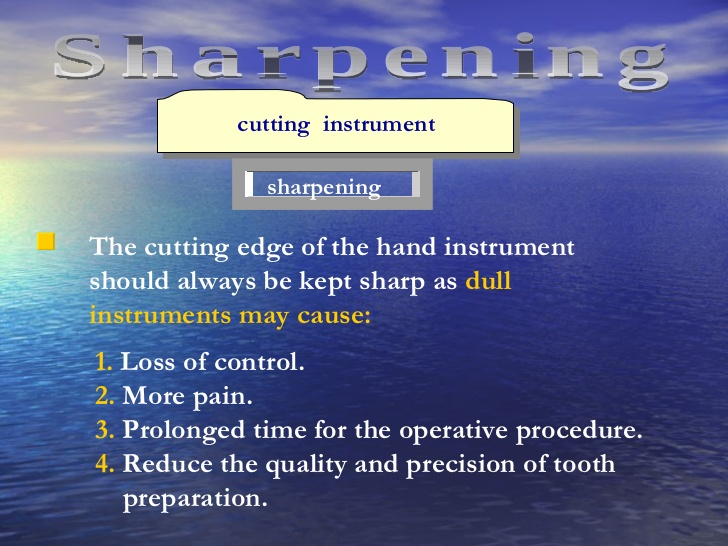 Sharpening
cutting instrument
sharpening
The cutting edge of the hand instrument
should always be kept sharp as dull
instruments may cause:
1. Loss of control.
2. More pain.
3. Prolonged time for the operative procedure.
4. Reduce the quality and precision of tooth
preparation.